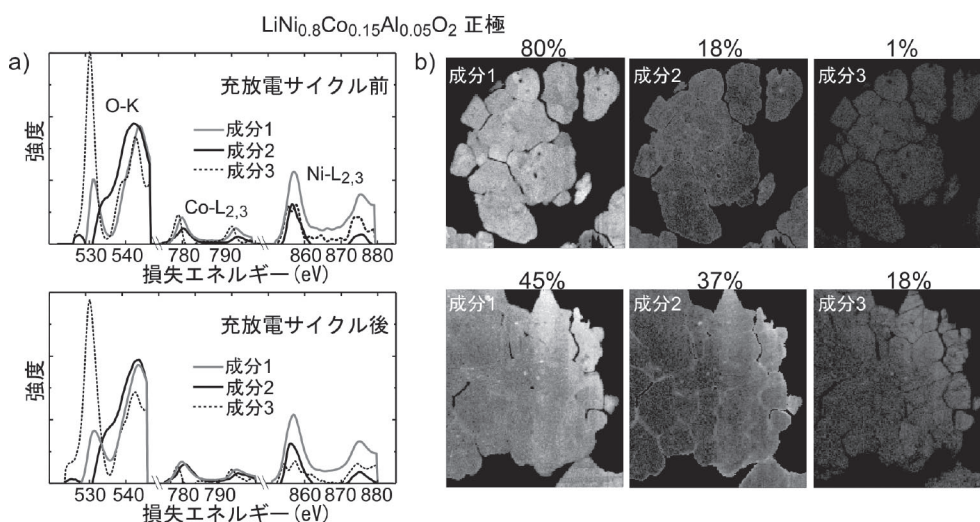 LiNi0.8Co0.15Al0.05O2 正極
a)
充放電サイクル前
O-K
成分1
成分2
成分3
Co-L2,3
Ni-L2,3
強度
530 540 780 790 860 870 880
損失エネルギー(eV)
充放電サイクル後
成分1
成分2
成分3
強度
530 540 780 790 860 870 880
損失エネルギー(eV)
b)
80% 18% 1%
成分1 成分2 成分3
45% 37% 18%
成分1 成分2 成分3